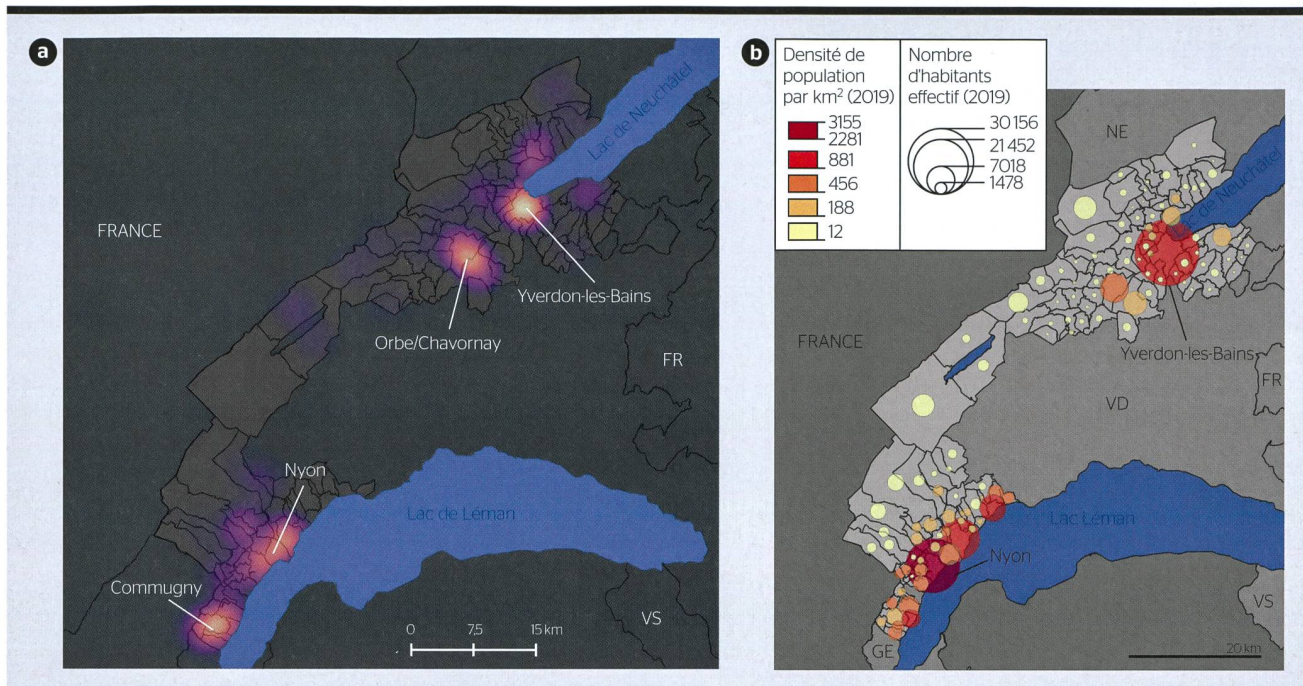 a
FRANCE
Lac de Neuchâtel
Yverdon-les-Bains
Orbe/Chavornay
FR
Nyon
Lac de Léman
Commugny
VS
0 7,5 15 km
b
Densité de
population
par km² (2019)
3155
2281
881
456
188
12
Nombre
d'habitants
effectif (2019)
30 156
21 452
7018
1478
NE
Lac de Neuchâtel
FRANCE
Yverdon-les-Bains
FR
VD
Lac Léman
Nyon
VS
GE
20 km